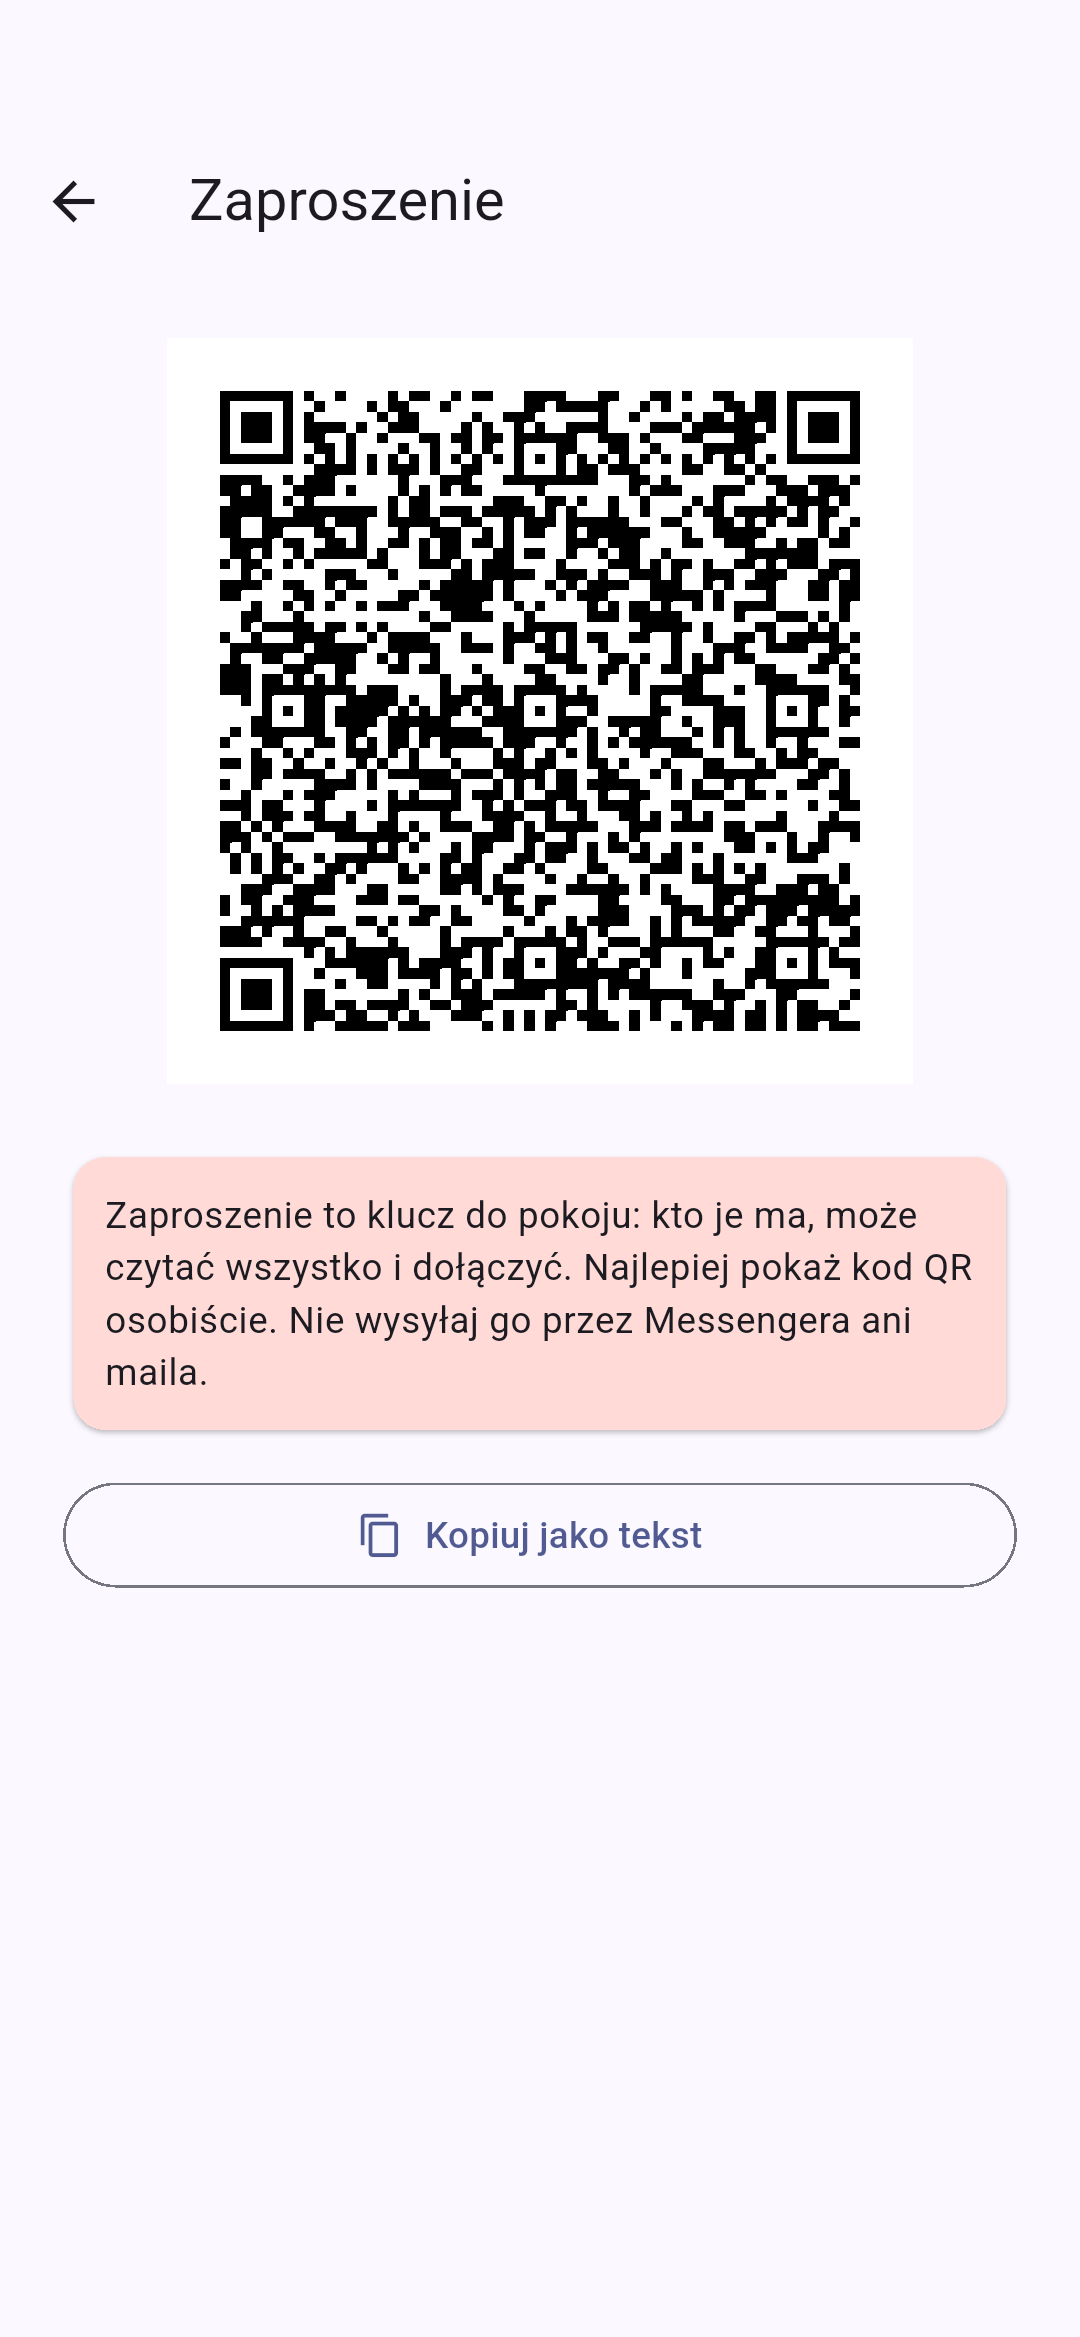 Zaproszenie
Zaproszenie to klucz do pokoju: kto je ma, może
czytać wszystko i dołączyć. Najlepiej pokaż kod QR
osobiście. Nie wysyłaj go przez Messengera ani
maila.
Kopiuj jako tekst